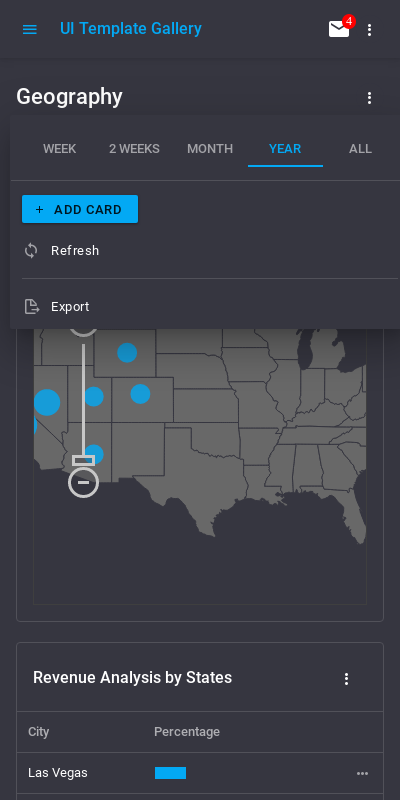 UI Template Gallery
4
Geography
WEEK 2 WEEKS MONTH YEAR ALL
+ ADD CARD
Refresh
Export
Revenue Analysis by States
City Percentage
Las Vegas